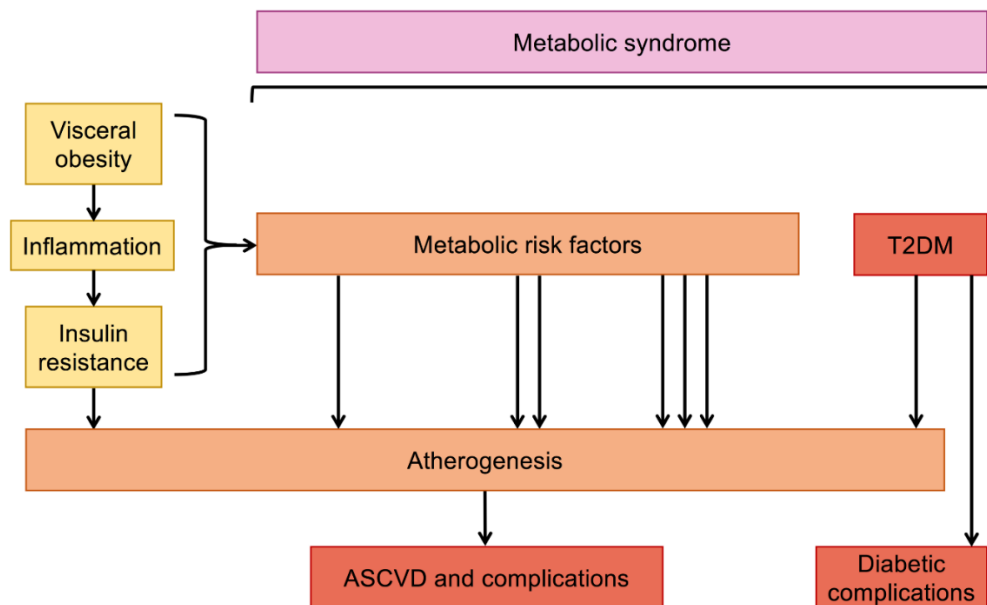 Metabolic syndrome
Visceral
obesity
Inflammation
Insulin
resistance
Metabolic risk factors
T2DM
Atherogenesis
ASCVD and complications
Diabetic
complications